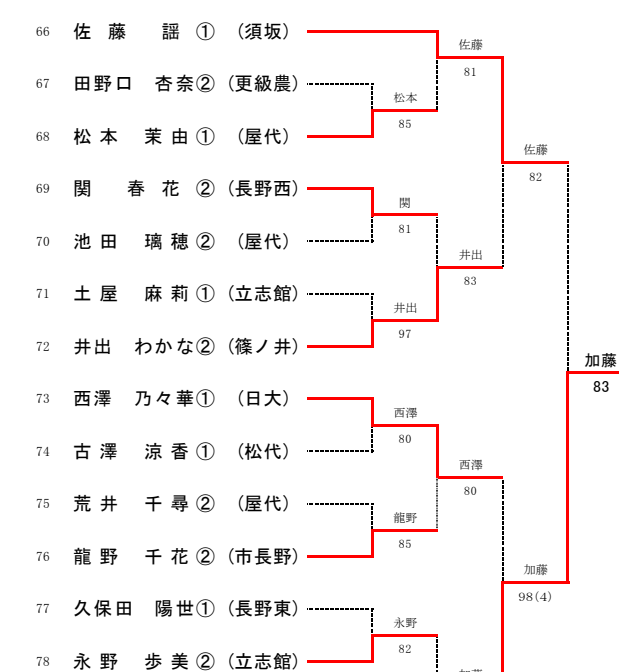 66 佐藤 謡① (須坂)
佐藤
81
67 田野口 杏奈② (更級農)
松本
85
68 松本 茉由① (屋代)
佐藤
82
69 関 春花② (長野西)
関
81
70 池田 璃穂② (屋代)
井出
83
71 土屋 麻莉① (立志館)
井出
97
72 井出 わかな② (篠ノ井)
加藤
83
73 西澤 乃々華① (日大)
西澤
80
74 古澤 涼香① (松代)
西澤
80
75 荒井 千尋② (屋代)
龍野
85
76 龍野 千花② (市長野)
加藤
98(4)
77 久保田 陽世① (長野東)
永野
82
78 永野 歩美② (立志館)